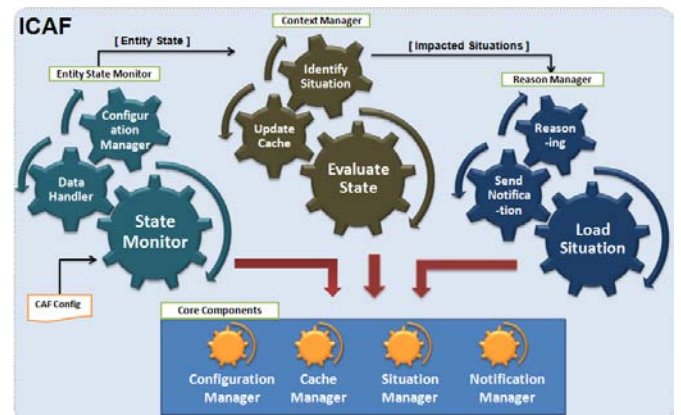 ICAF
Context Manager
[ Entity State ]
[ Impacted Situations ]
Entity State Monitor
Reason Manager
Configur
ation
Manager
Data
Handler
State
Monitor
Identify
Situation
Update
Cache
Evaluate
State
Reason
-ing
Send
Notifica
-tion
Load
Situation
CAF Config
Core Components
Configuration
Manager
Cache
Manager
Situation
Manager
Notification
Manager